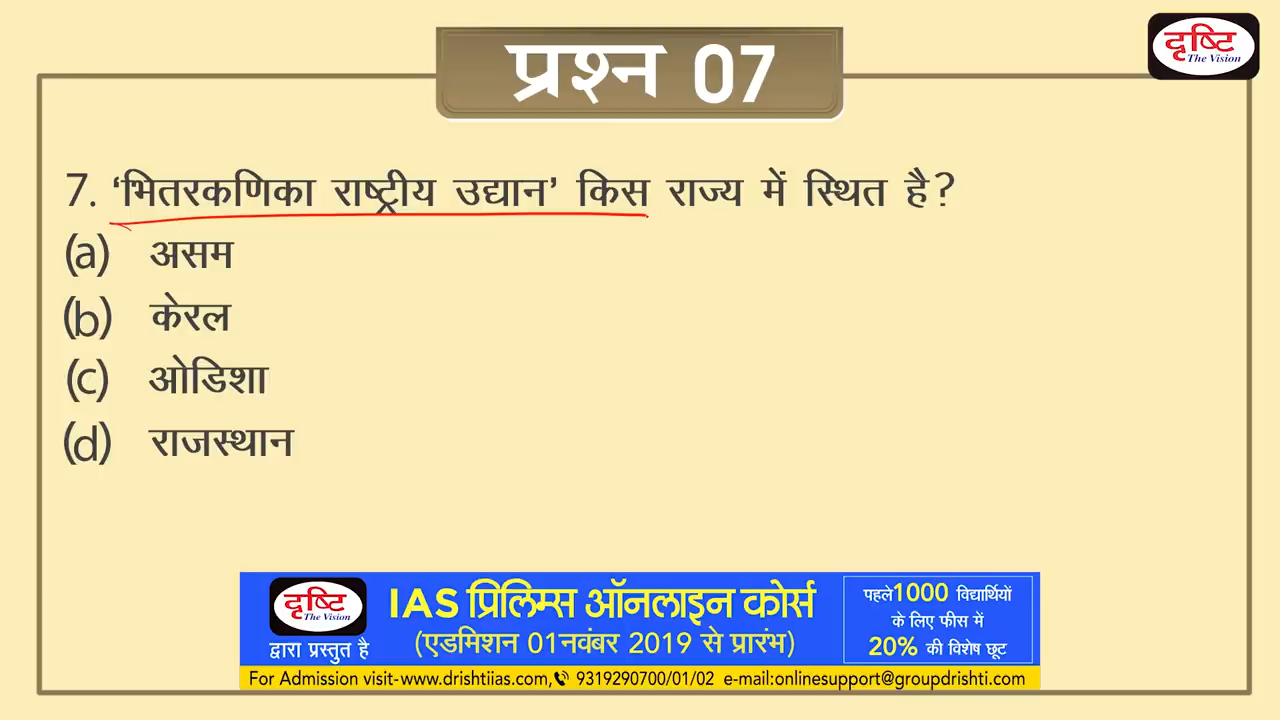 दृष्टि
The Vision
प्रश्न 07
7. ‘भितरकणिका राष्ट्रीय उद्यान’ किस राज्य में स्थित है?
(a) असम
(b) केरल
(c) ओडिशा
(d) राजस्थान
दृष्टि
The Vision
द्वारा प्रस्तुत है
IAS प्रिलिम्स ऑनलाइन कोर्स
(एडमिशन 01नवंबर 2019 से प्रारंभ)
पहले1000 विद्यार्थियों
के लिए फीस में
20% की विशेष छूट
For Admission visit-www.drishtiias.com, 9319290700/01/02 e-mail:onlinesupport@groupdrishti.com